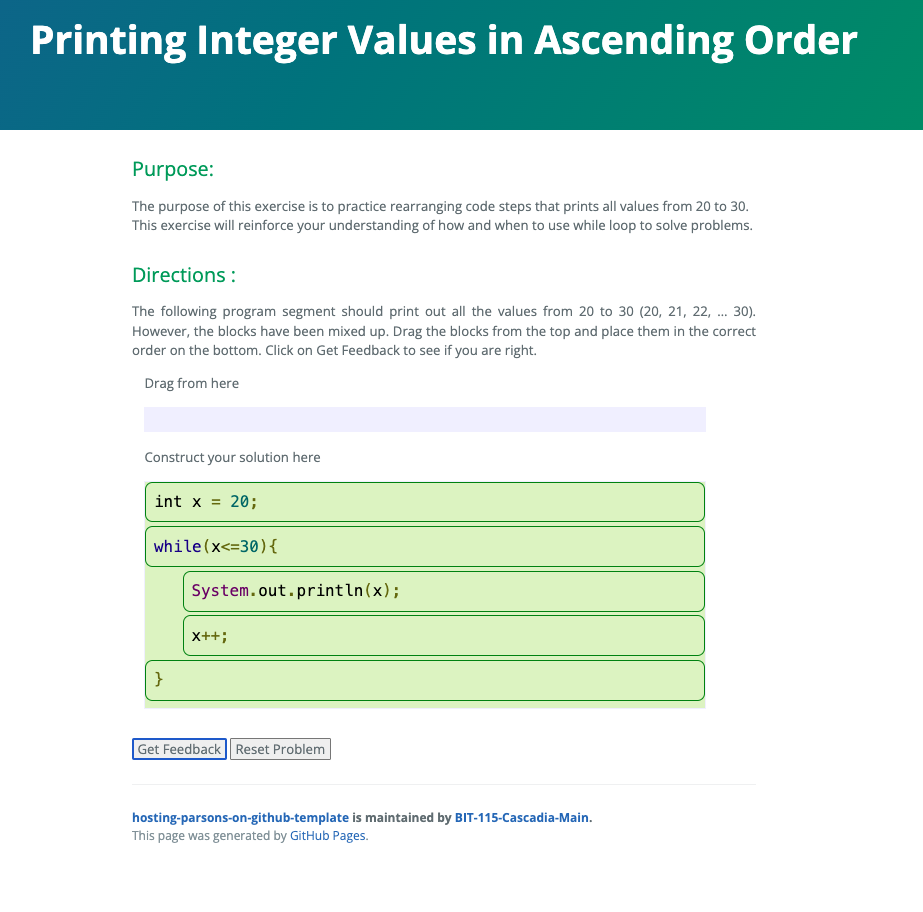 Printing Integer Values in Ascending Order
Purpose:
The purpose of this exercise is to practice rearranging code steps that prints all values from 20 to 30.
This exercise will reinforce your understanding of how and when to use while loop to solve problems.
Directions :
The following program segment should print out all the values from 20 to 30 (20, 21, 22, ... 30).
However, the blocks have been mixed up. Drag the blocks from the top and place them in the correct
order on the bottom. Click on Get Feedback to see if you are right.
Drag from here
Construct your solution here
int x = 20;
while(x<=30){
System.out.println(x);
x++;
}
Get Feedback Reset Problem
hosting-parsons-on-github-template is maintained by BIT-115-Cascadia-Main.
This page was generated by GitHub Pages.